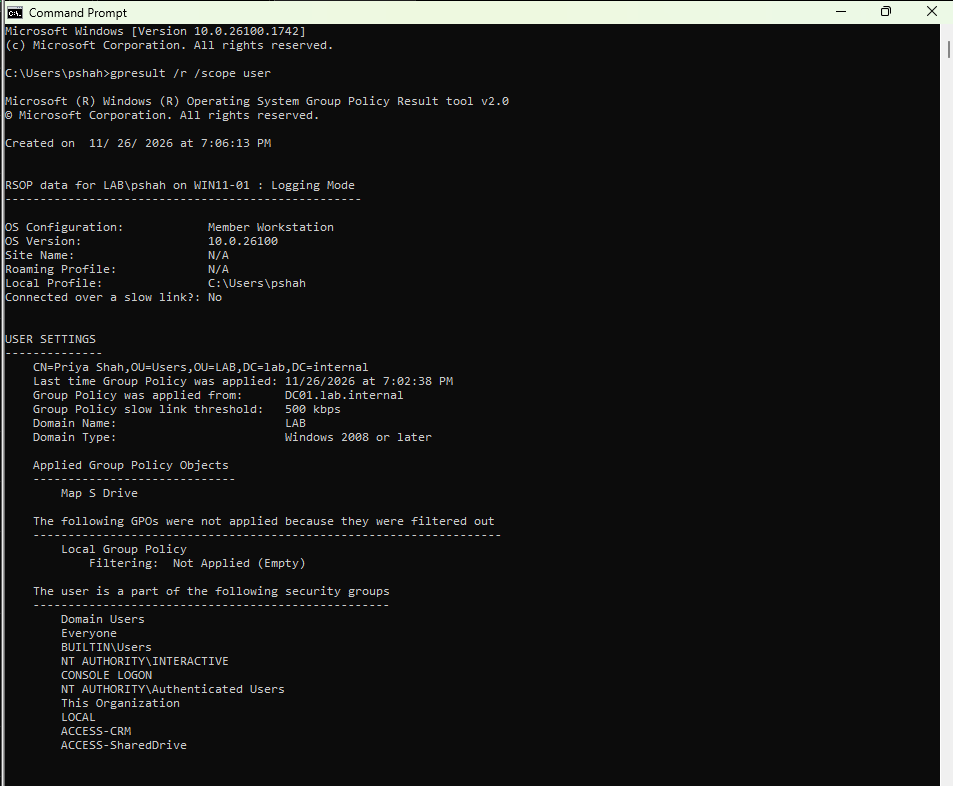 Command Prompt
Microsoft Windows [Version 10.0.26100.1742]
(c) Microsoft Corporation. All rights reserved.
C:\Users\pshah>gpresult /r /scope user
Microsoft (R) Windows (R) Operating System Group Policy Result tool v2.0
© Microsoft Corporation. All rights reserved.
Created on  11/ 26/ 2026 at 7:06:13 PM
RSOP data for LAB\pshah on WIN11-01 : Logging Mode
---------------------------------------------------
OS Configuration:            Member Workstation
OS Version:                  10.0.26100
Site Name:                   N/A
Roaming Profile:             N/A
Local Profile:               C:\Users\pshah
Connected over a slow link?: No
USER SETTINGS
--------------
    CN=Priya Shah,OU=Users,OU=LAB,DC=lab,DC=internal
    Last time Group Policy was applied: 11/26/2026 at 7:02:38 PM
    Group Policy was applied from:      DC01.lab.internal
    Group Policy slow link threshold:   500 kbps
    Domain Name:                        LAB
    Domain Type:                        Windows 2008 or later
    Applied Group Policy Objects
    -----------------------------
        Map S Drive
    The following GPOs were not applied because they were filtered out
    -------------------------------------------------------------------
        Local Group Policy
            Filtering:  Not Applied (Empty)
    The user is a part of the following security groups
    ---------------------------------------------------
        Domain Users
        Everyone
        BUILTIN\Users
        NT AUTHORITY\INTERACTIVE
        CONSOLE LOGON
        NT AUTHORITY\Authenticated Users
        This Organization
        LOCAL
        ACCESS-CRM
        ACCESS-SharedDrive